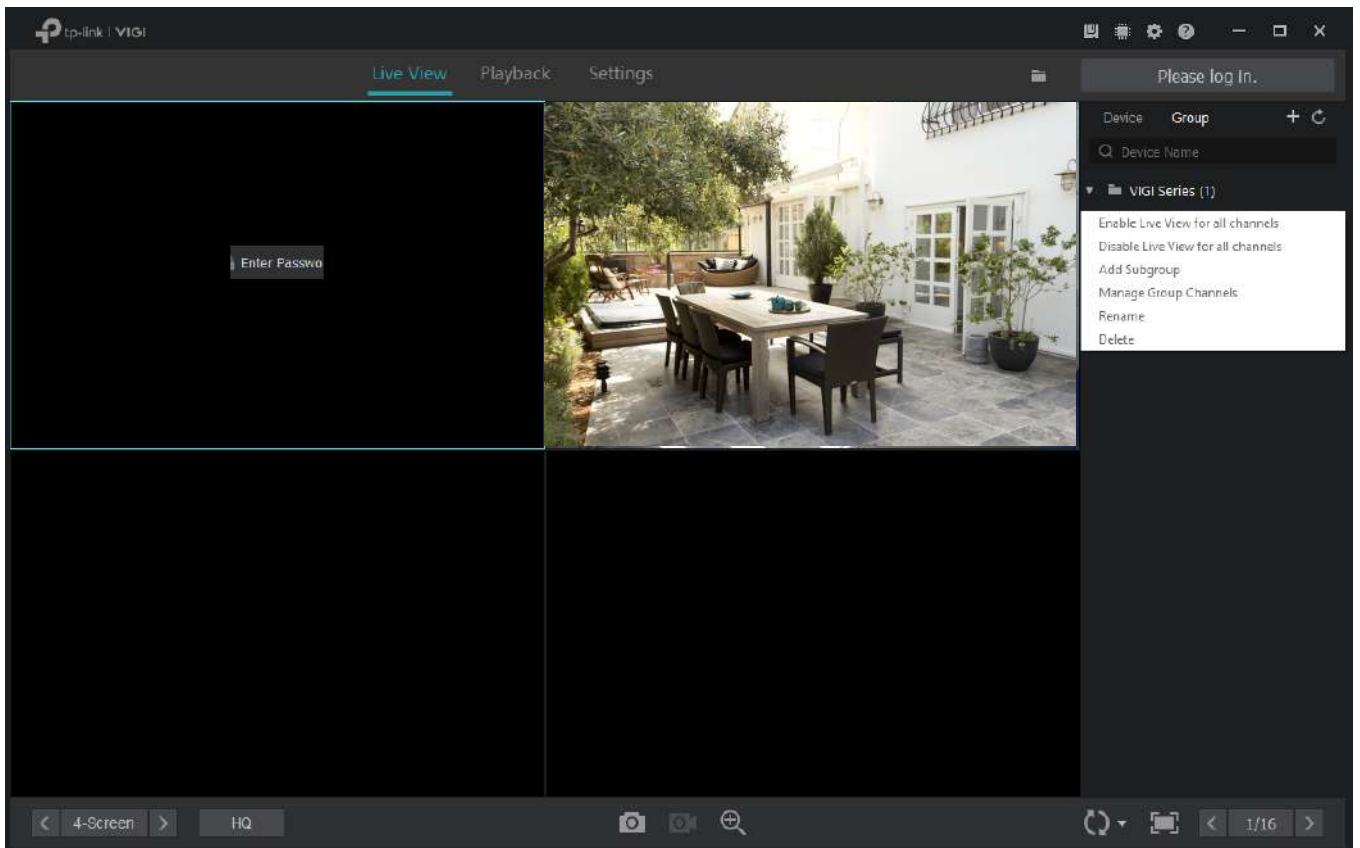 tp-link | VIGI
Live View Playback Settings
Please log in.
Device Group
Device Name
VIGI Series (1)
Enable Live View for all channels
Disable Live View for all channels
Add Subgroup
Manage Group Channels
Rename
Delete
Enter Passwo
4-Screen
HQ
1/16